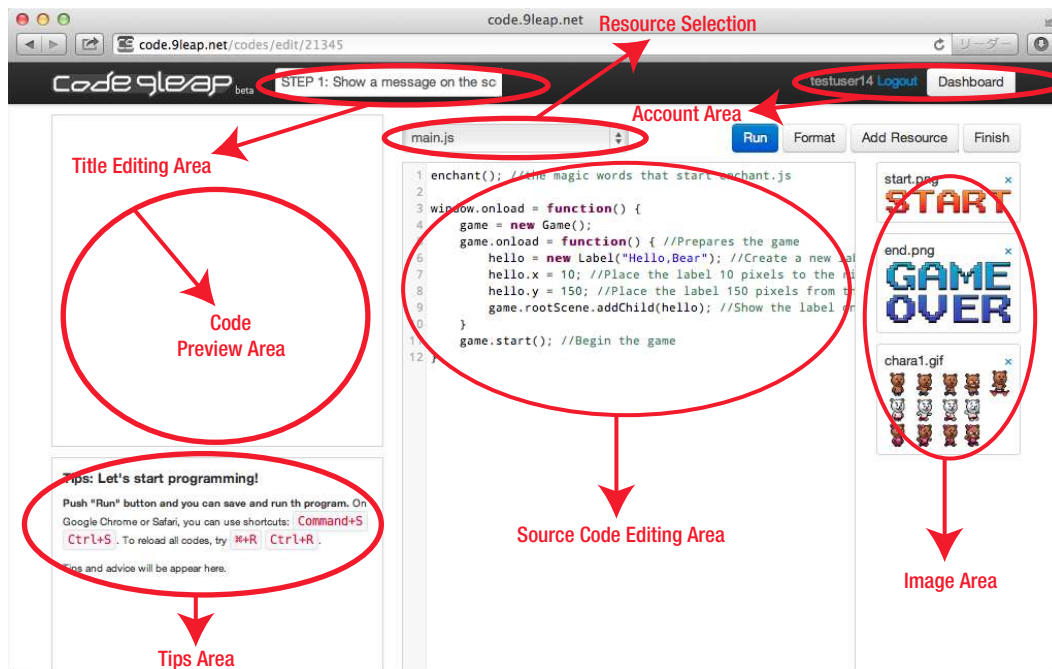 code.9leap.net
Resource Selection
code.9leap.net/codes/edit/21345
リーダー
code 9leap beta
STEP 1: Show a message on the sc
testuser14 Logout
Dashboard
Account Area
Title Editing Area
main.js
Run
Format
Add Resource
Finish
1 enchant(); //the magic words that start enchant.js
2
3 window.onload = function() {
4 game = new Game();
game.onload = function() { //Prepares the game
6 hello = new Label("Hello,Bear"); //Create a new la
7 hello.x = 10; //Place the label 10 pixels to the
8 hello.y = 150; //Place the label 150 pixels from th
9 game.rootScene.addChild(hello); //Show the label on
10 }
11 game.start(); //Begin the game
12 }
start.png ×
START
end.png ×
GAME
OVER
chara1.gif ×
Code
Preview Area
Tips: Let's start programming!
Push "Run" button and you can save and run th program. On
Google Chrome or Safari, you can use shortcuts: Command+S
Ctrl+S . To reload all codes, try ⌘+R Ctrl+R .
Tips and advice will be appear here.
Source Code Editing Area
Image Area
Tips Area